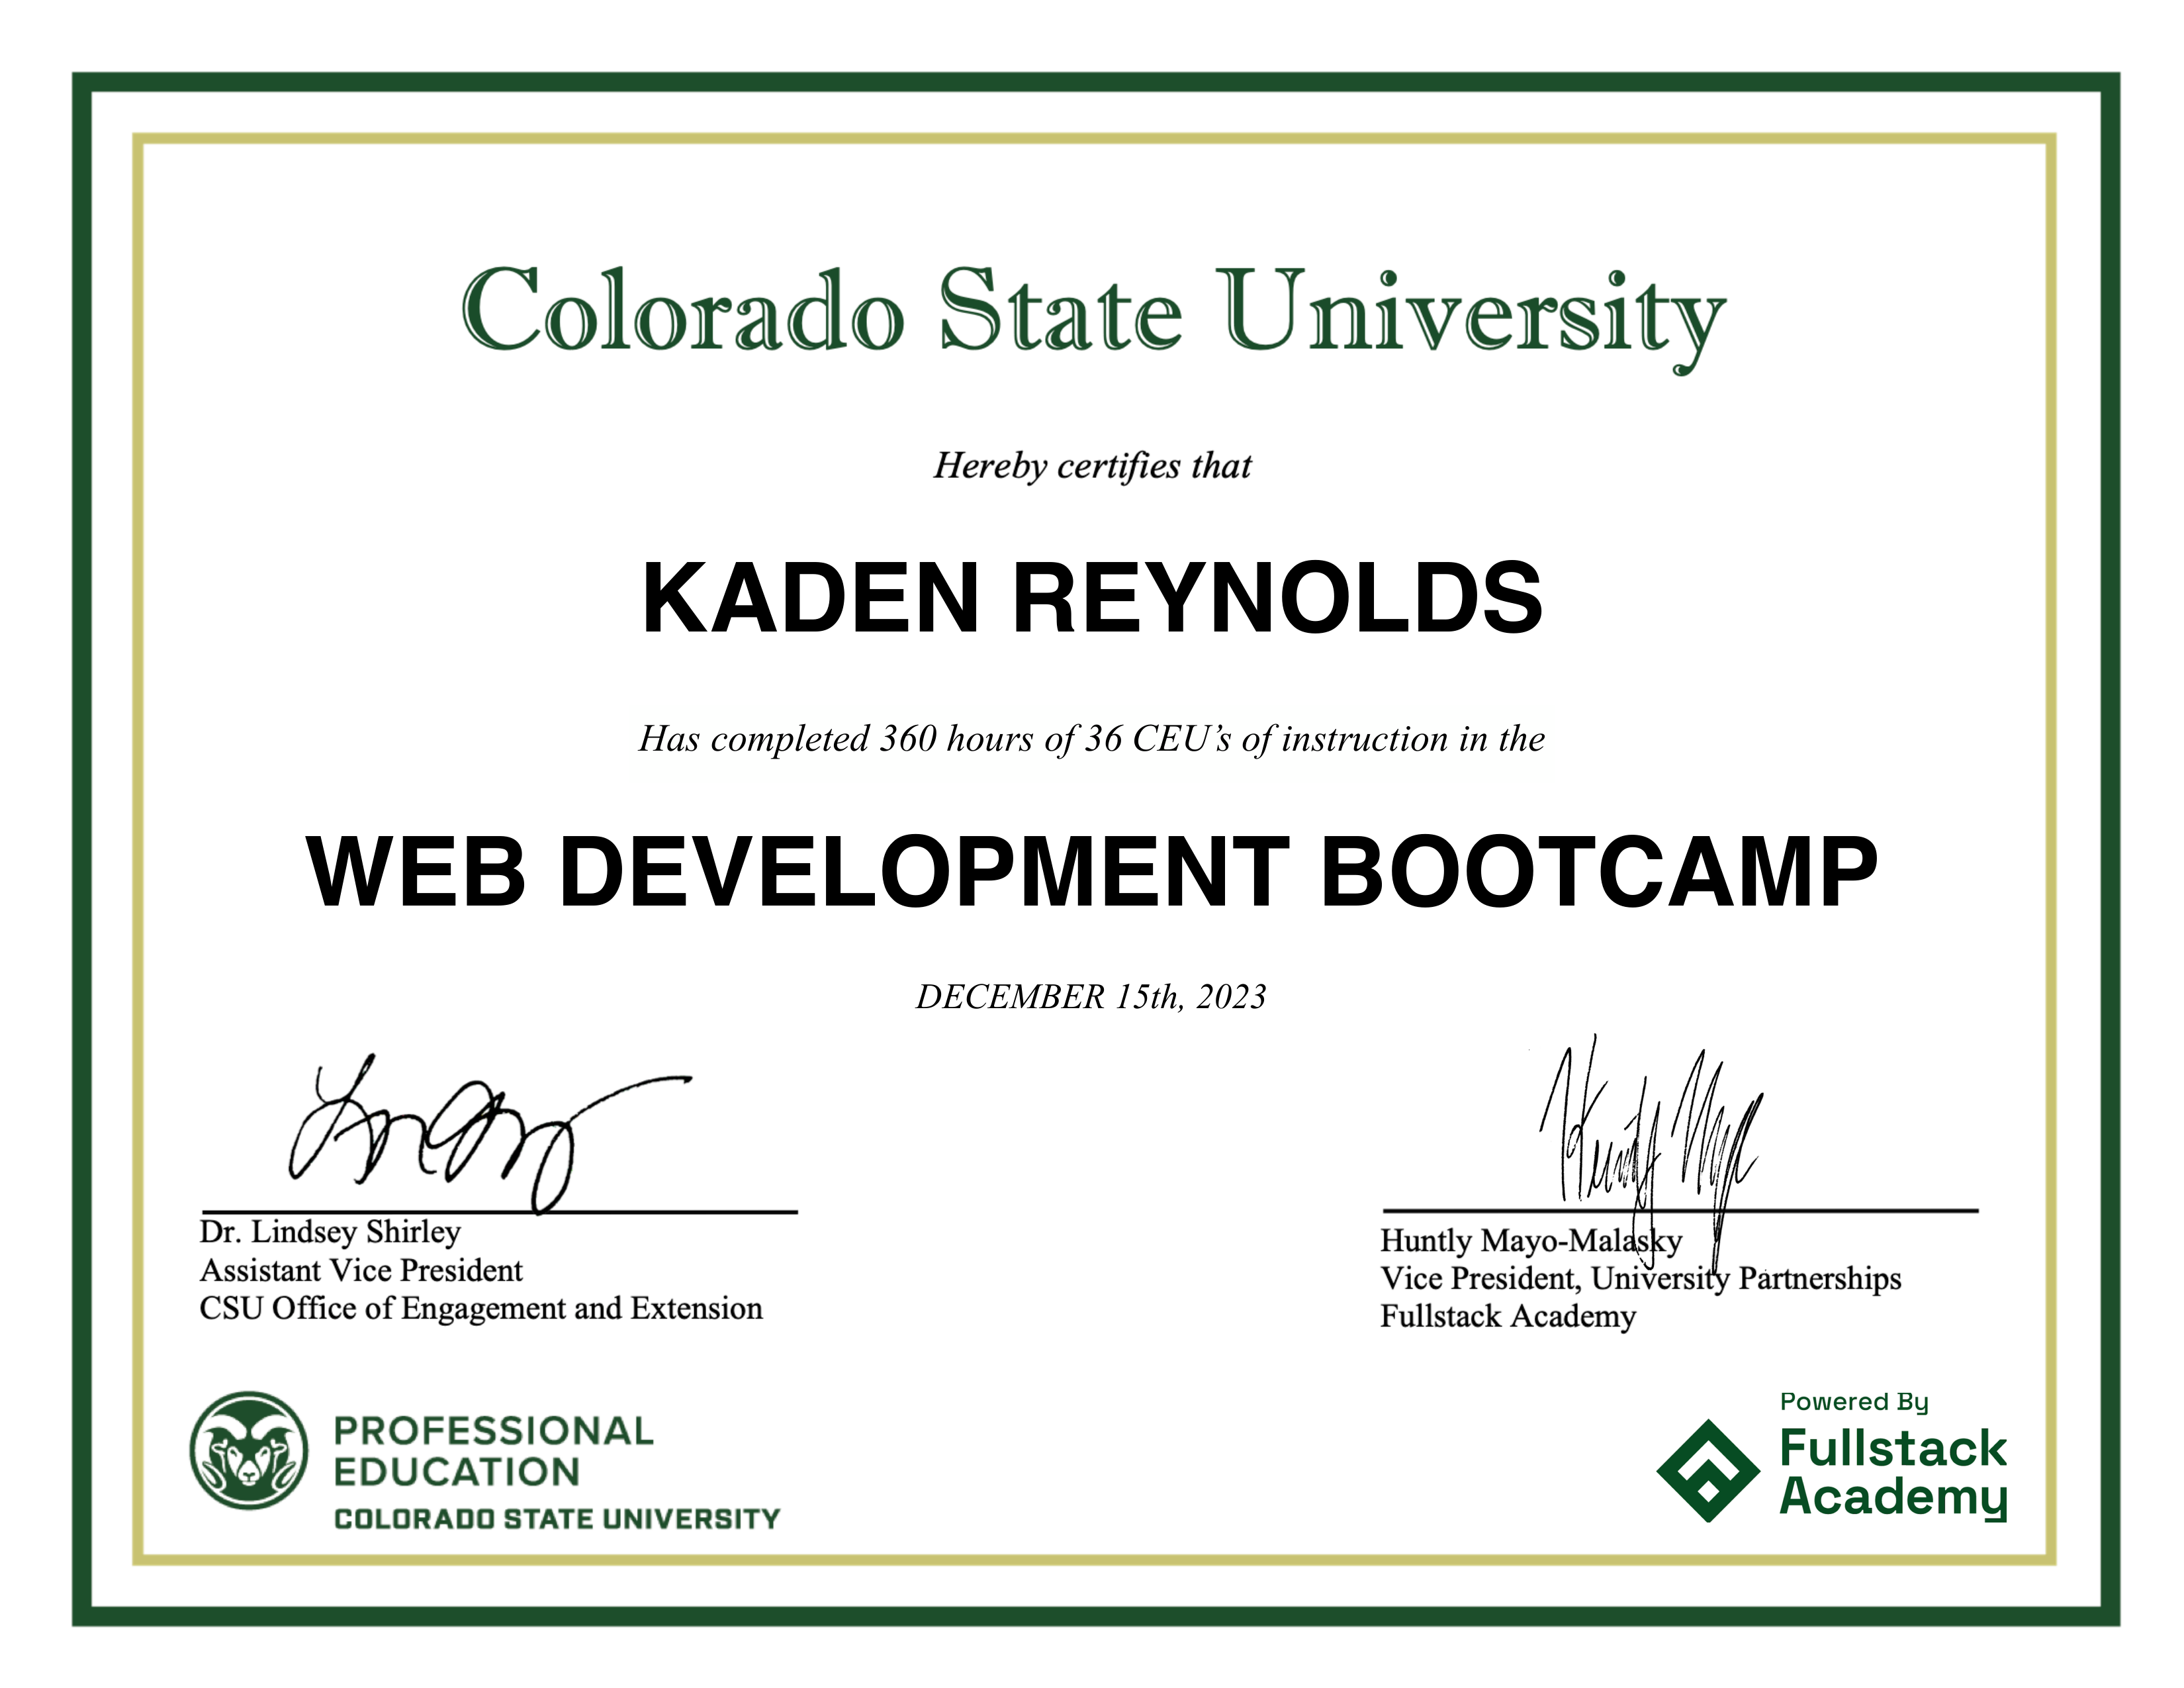 Colorado State University
Hereby certifies that
KADEN REYNOLDS
Has completed 360 hours of 36 CEU’s of instruction in the
WEB DEVELOPMENT BOOTCAMP
DECEMBER 15th, 2023
Dr. Lindsey Shirley
Assistant Vice President
CSU Office of Engagement and Extension
Huntly Mayo-Malasky
Vice President, University Partnerships
Fullstack Academy
PROFESSIONAL
EDUCATION
COLORADO STATE UNIVERSITY
Powered By
Fullstack
Academy